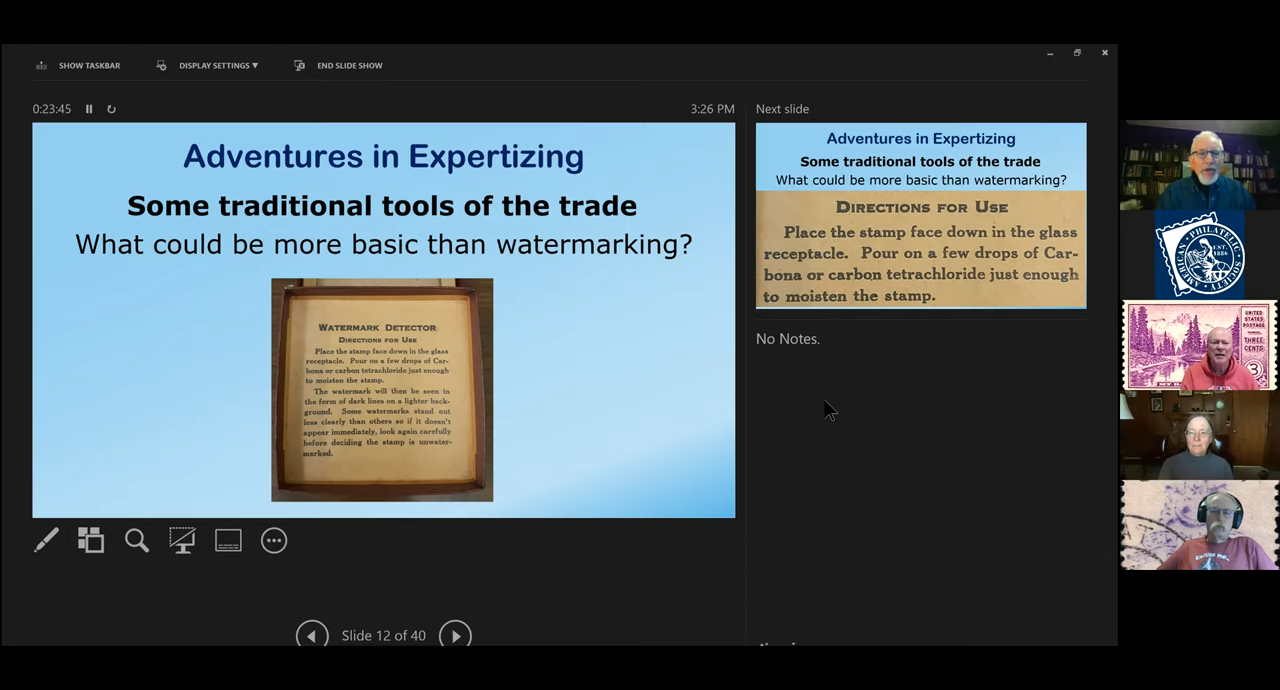 SHOW TASKBAR
DISPLAY SETTINGS ▼
END SLIDE SHOW
0:23:45
3:26 PM
Adventures in Expertizing
Some traditional tools of the trade
What could be more basic than watermarking?
WATERMARK DETECTOR
DIRECTIONS FOR USE
Place the stamp face down in the glass
receptacle. Pour on a few drops of Car-
bona or carbon tetrachloride just enough
to moisten the stamp.
The watermark will then be seen in
the form of dark lines on a lighter back-
ground. Some watermarks stand out
less clearly than others so if it doesn't
appear immediately, look again carefully
before deciding the stamp is unwater-
marked.
Slide 12 of 40
Next slide
Adventures in Expertizing
Some traditional tools of the trade
What could be more basic than watermarking?
DIRECTIONS FOR USE
Place the stamp face down in the glass
receptacle. Pour on a few drops of Car-
bona or carbon tetrachloride just enough
to moisten the stamp.
No Notes.
AMERICAN PHILATELIC SOCIETY
EST.
1886
UNITED
STATES
POSTAGE
THREE
CENTS
3